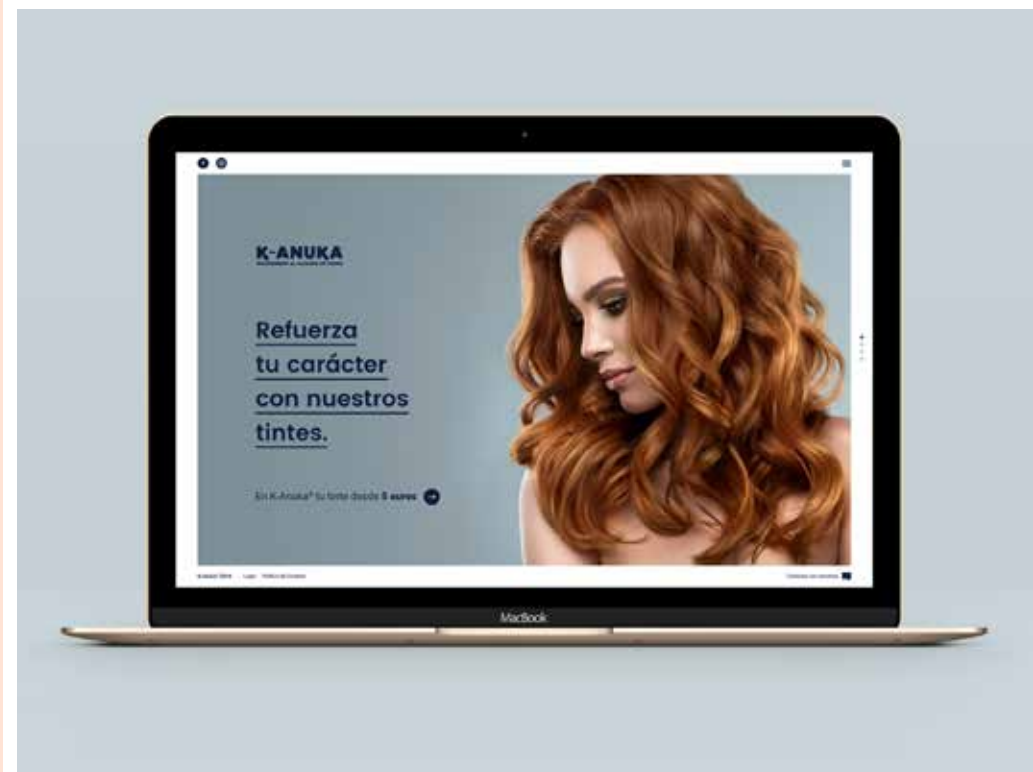 K-ANUKA
Refuerza
tu carácter
con nuestros
tintes.
En K-Anuka® tu tinte desde 5 euros
MacBook